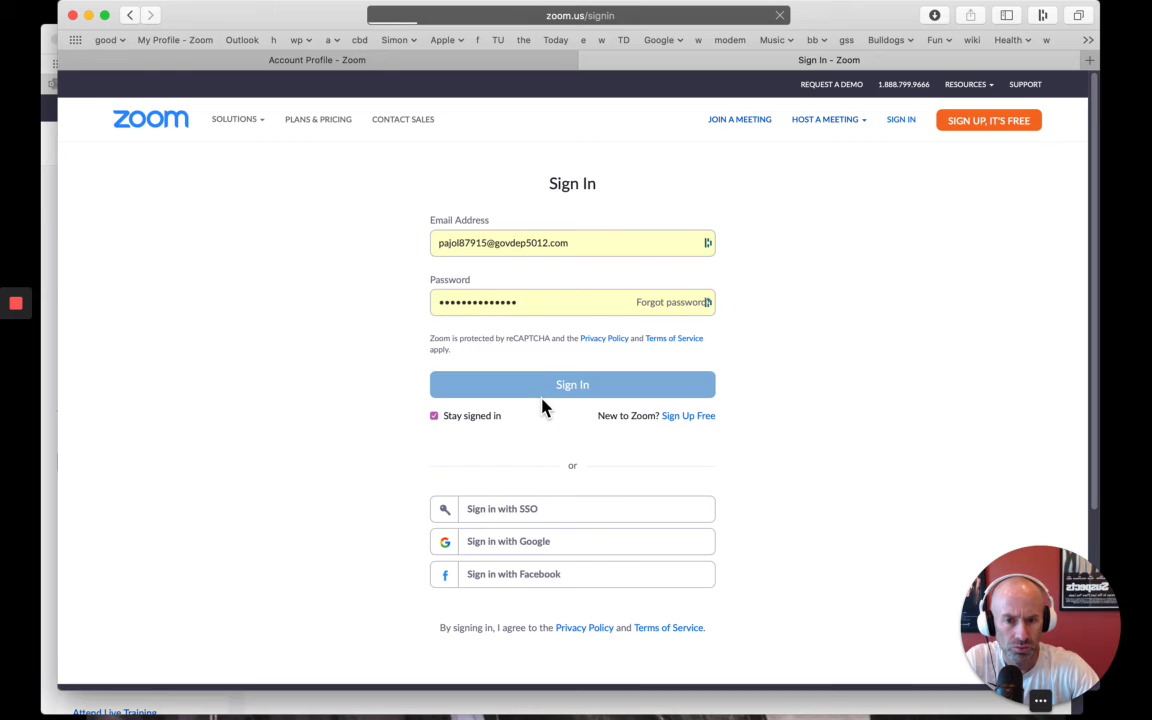 zoom.us/signin
good My Profile - Zoom Outlook h wp a cbd Simon Apple f TU the Today e w TD Google w modem Music bb gss Bulldogs Fun wiki Health w
Account Profile - Zoom Sign In - Zoom
REQUEST A DEMO 1.888.799.9666 RESOURCES SUPPORT
zoom SOLUTIONS PLANS & PRICING CONTACT SALES JOIN A MEETING HOST A MEETING SIGN IN SIGN UP, IT'S FREE
Sign In
Email Address
pajol87915@govdep5012.com
Password
Forgot password
Zoom is protected by reCAPTCHA and the Privacy Policy and Terms of Service
apply.
Sign In
Stay signed in New to Zoom? Sign Up Free
or
Sign in with SSO
Sign in with Google
Sign in with Facebook
By signing in, I agree to the Privacy Policy and Terms of Service.
Suspects
Attend Live Training